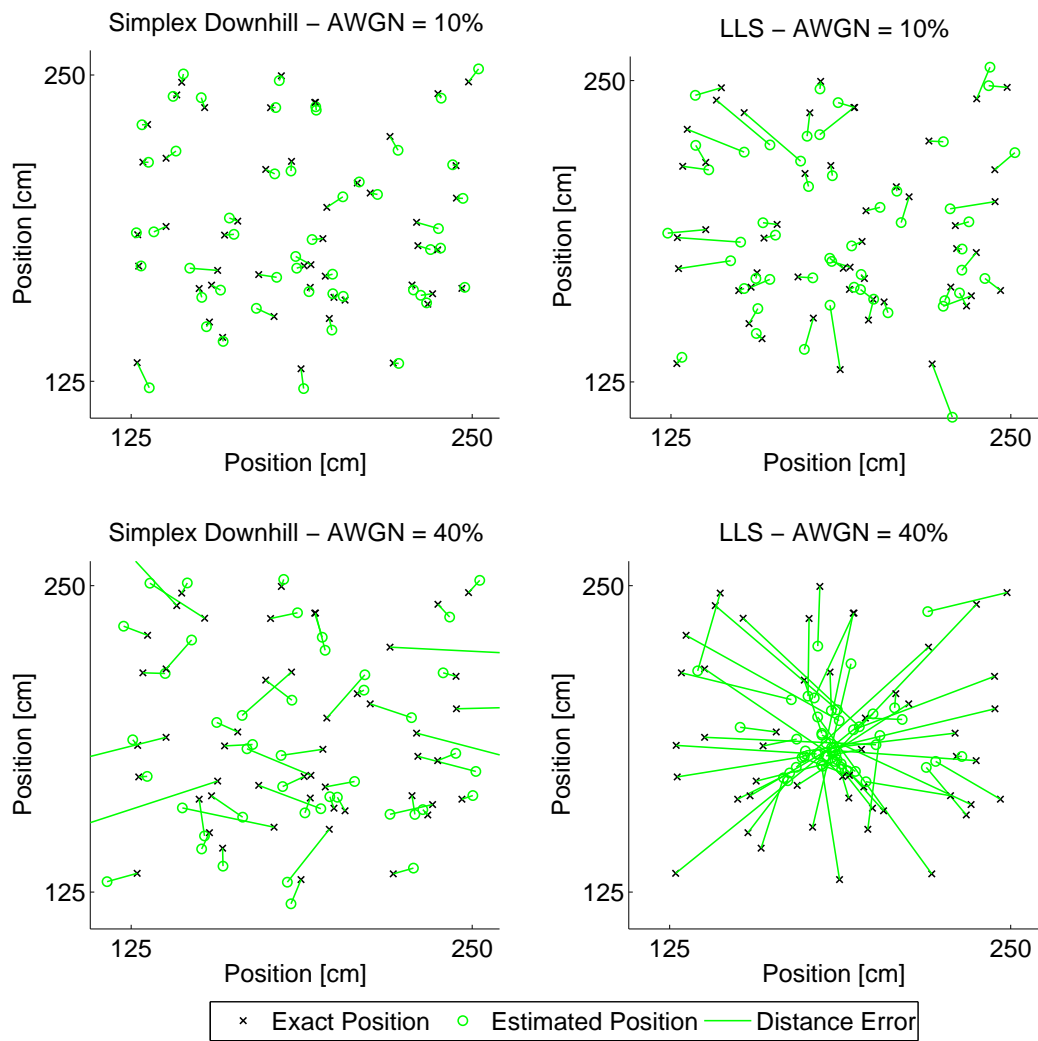 Simplex Downhill − AWGN = 10%
LLS − AWGN = 10%
250
125
125
250
Position [cm]
Position [cm]
250
125
125
250
Position [cm]
Position [cm]
Simplex Downhill − AWGN = 40%
LLS − AWGN = 40%
250
125
125
250
Position [cm]
Position [cm]
250
125
125
250
Position [cm]
Position [cm]
Exact Position
Estimated Position
Distance Error